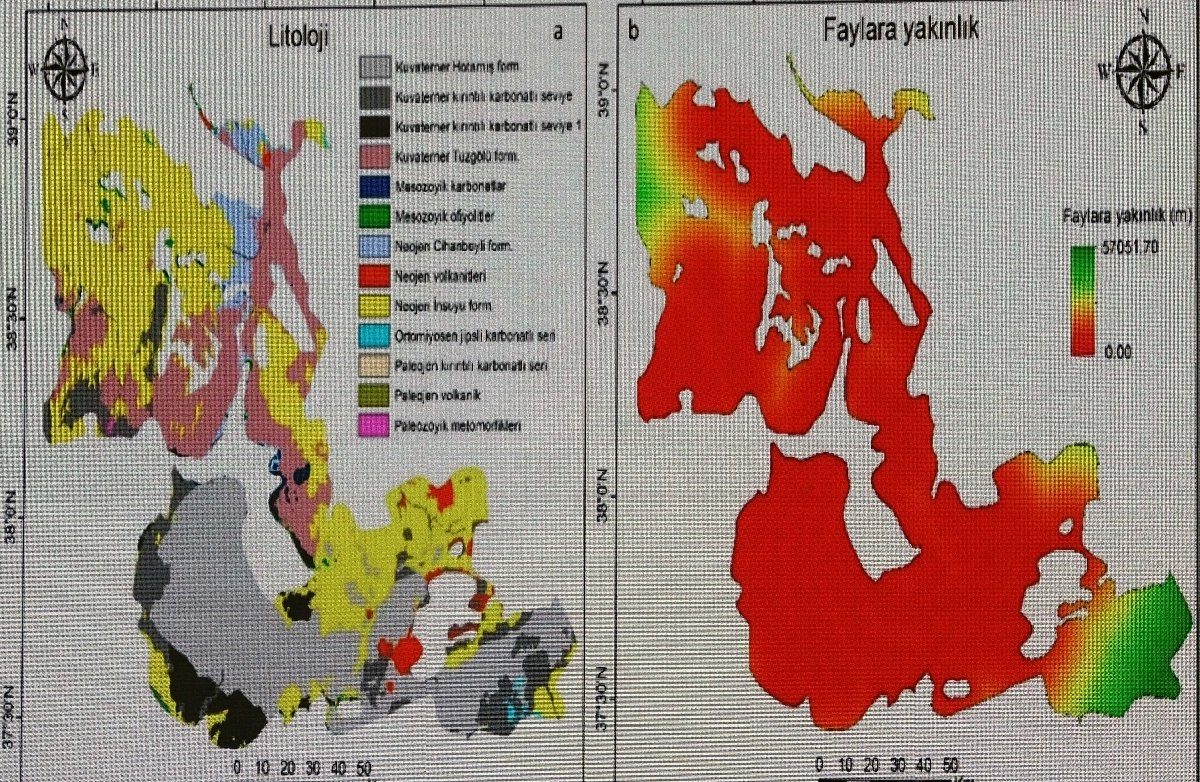 Litoloji
a
N
W
E
Kuvaterner Hotamış form.
Kuvaterner kırıntılı karbonatlı seviye
Kuvaterner kırıntılı karbonatlı seviye 1
Kuvaterner Tuzgölü form.
Mesozoyik karbonatlar
Mesozoyik ofiyolitler
Neojen Cihanbeyli form.
Neojen volkanitleri
Neojen İnsuyu form.
Ortomiyosen jipsli karbonatlı seri
Paleojen kırıntılı karbonatlı seri
Paleojen volkanik
Paleozoyik metomorfikleri
39°0'N
38°30'N
38°0'N
37°30'N
0 10 20 30 40 50
b
Faylara yakınlık
W
E
S
Faylara yakınlık (m)
57051.70
0.00
39°0'N
38°30'N
38°0'N
37°30'N
0 10 20 30 40 50